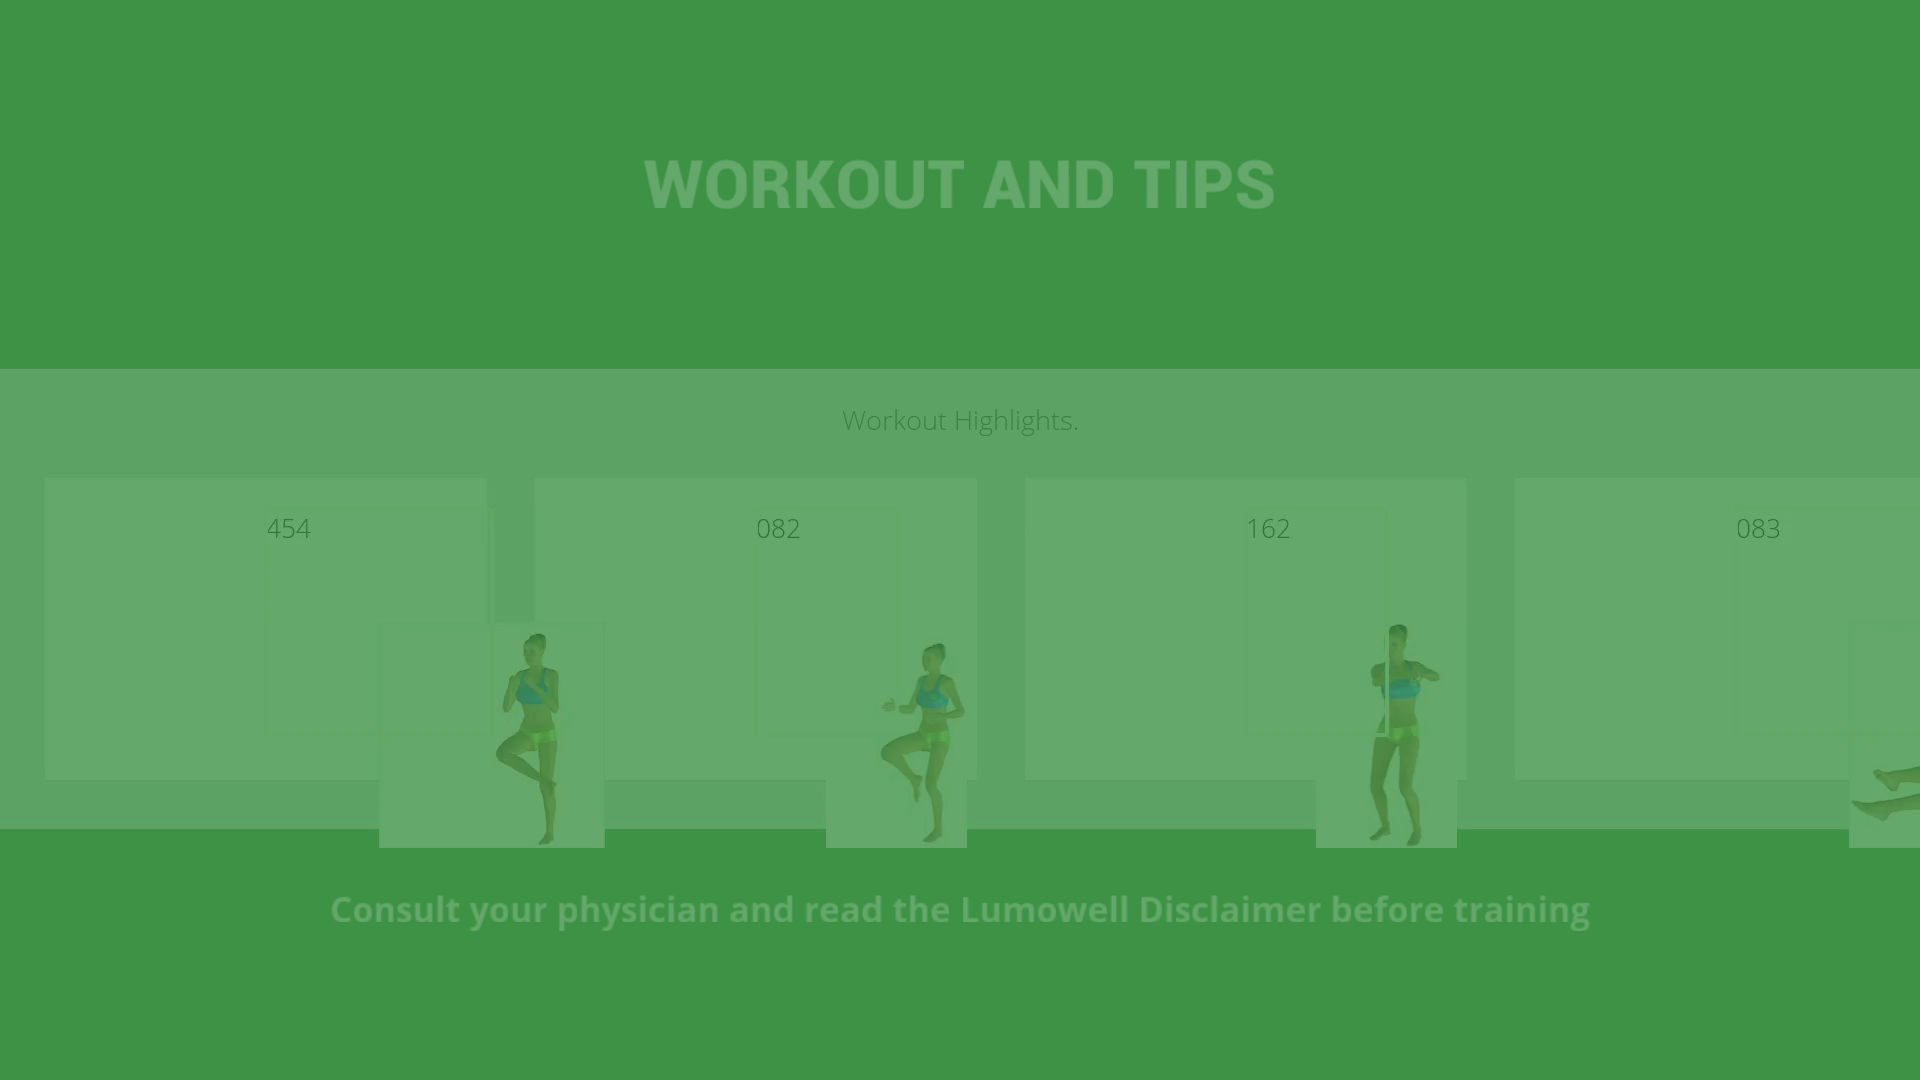 WORKOUT AND TIPS
Workout Highlights.
454
082
162
083
Consult your physician and read the Lumowell Disclaimer before training